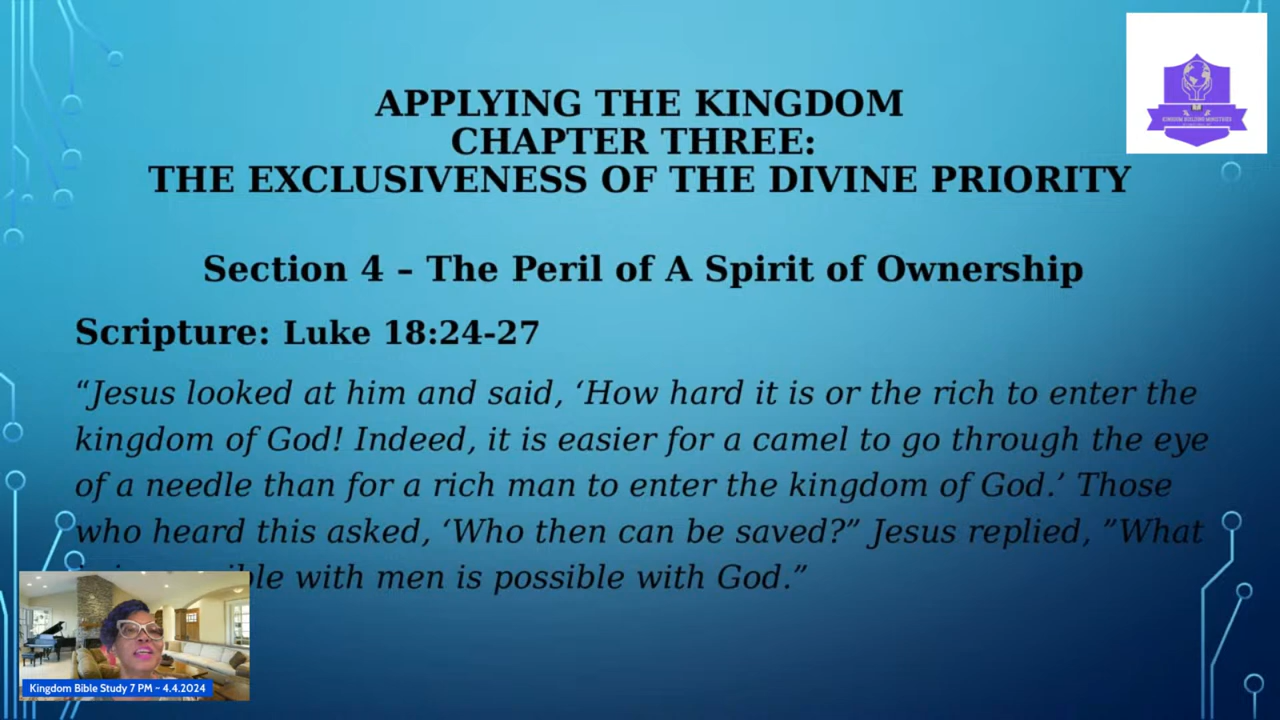 APPLYING THE KINGDOM
CHAPTER THREE:
THE EXCLUSIVENESS OF THE DIVINE PRIORITY
Section 4 – The Peril of A Spirit of Ownership
Scripture: Luke 18:24-27
“Jesus looked at him and said, ‘How hard it is or the rich to enter the
kingdom of God! Indeed, it is easier for a camel to go through the eye
of a needle than for a rich man to enter the kingdom of God.’ Those
who heard this asked, ‘Who then can be saved?” Jesus replied, ”What
with men is possible with God.”
KINGDOM BUILDING MINISTRIES
Kingdom Bible Study 7 PM ~ 4.4.2024